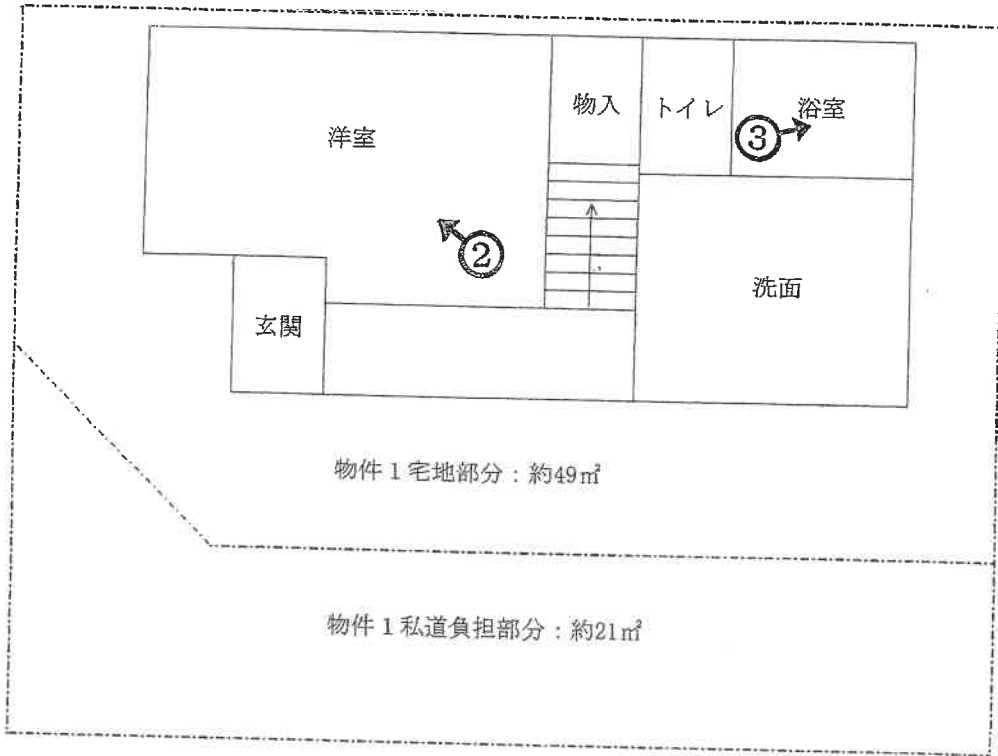 洋室
物入
トイレ
浴室
③
②
洗面
玄関
物件1宅地部分：約49㎡
物件1私道負担部分：約21㎡